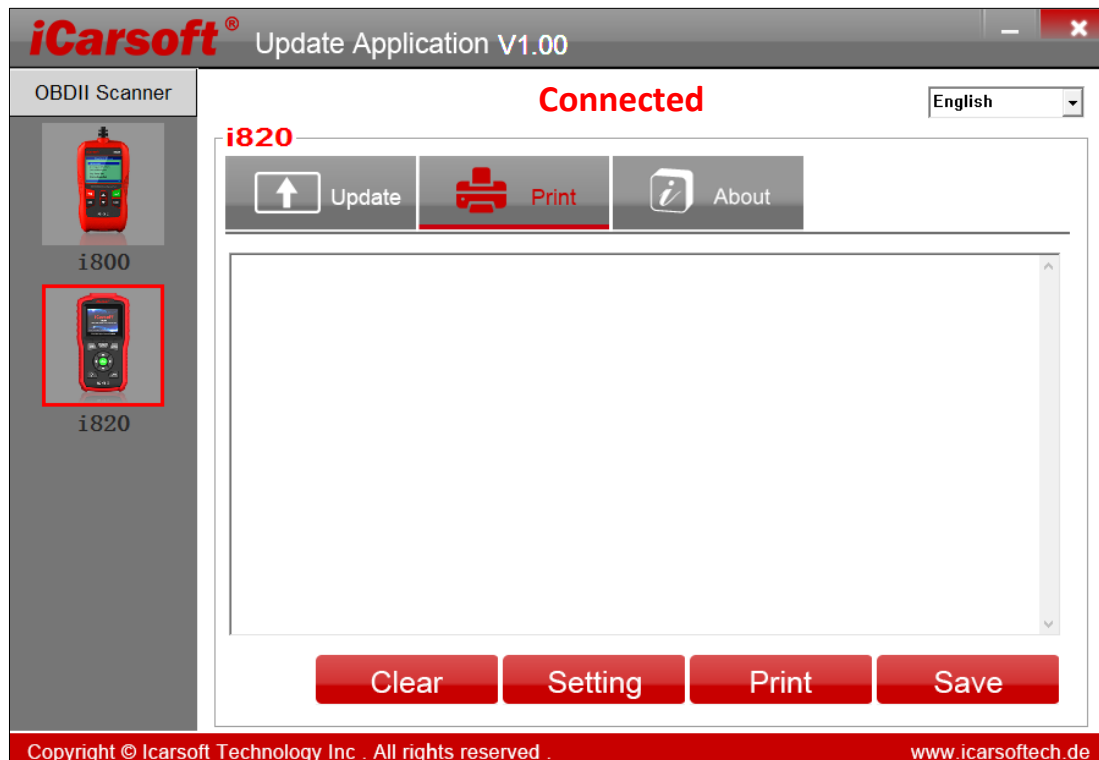 iCarsoft® Update Application V1.00
OBDII Scanner
Connected
English
i820
Update
Print
About
i800
i820
Clear
Setting
Print
Save
Copyright © Icarsoft Technology Inc . All rights reserved .
www.icarsoftech.de